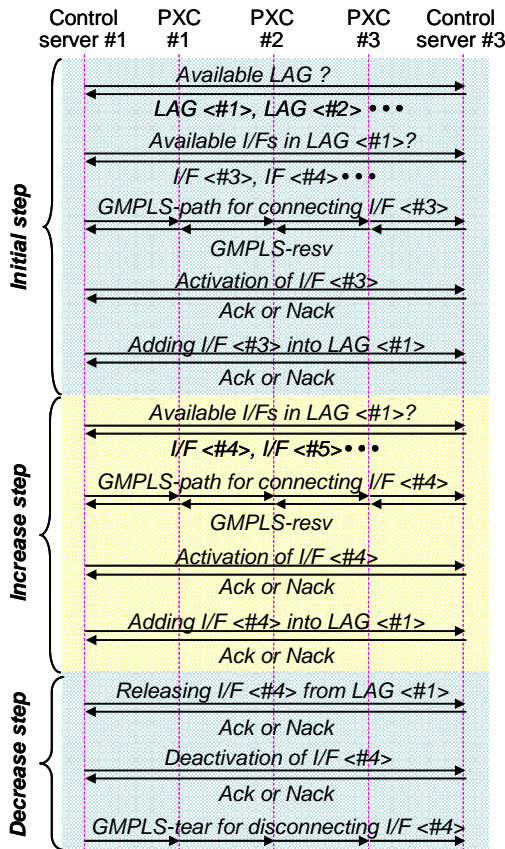 Control server #1
PXC #1
PXC #2
PXC #3
Control server #3
Initial step
Available LAG ?
LAG <#1>, LAG <#2> •••
Available I/Fs in LAG <#1>?
I/F <#3>, IF <#4> •••
GMPLS-path for connecting I/F <#3>
GMPLS-resv
Activation of I/F <#3>
Ack or Nack
Adding I/F <#3> into LAG <#1>
Ack or Nack
Increase step
Available I/Fs in LAG <#1>?
I/F <#4>, I/F <#5> •••
GMPLS-path for connecting I/F <#4>
GMPLS-resv
Activation of I/F <#4>
Ack or Nack
Adding I/F <#4> into LAG <#1>
Ack or Nack
Decrease step
Releasing I/F <#4> from LAG <#1>
Ack or Nack
Deactivation of I/F <#4>
Ack or Nack
GMPLS-tear for disconnecting I/F <#4>